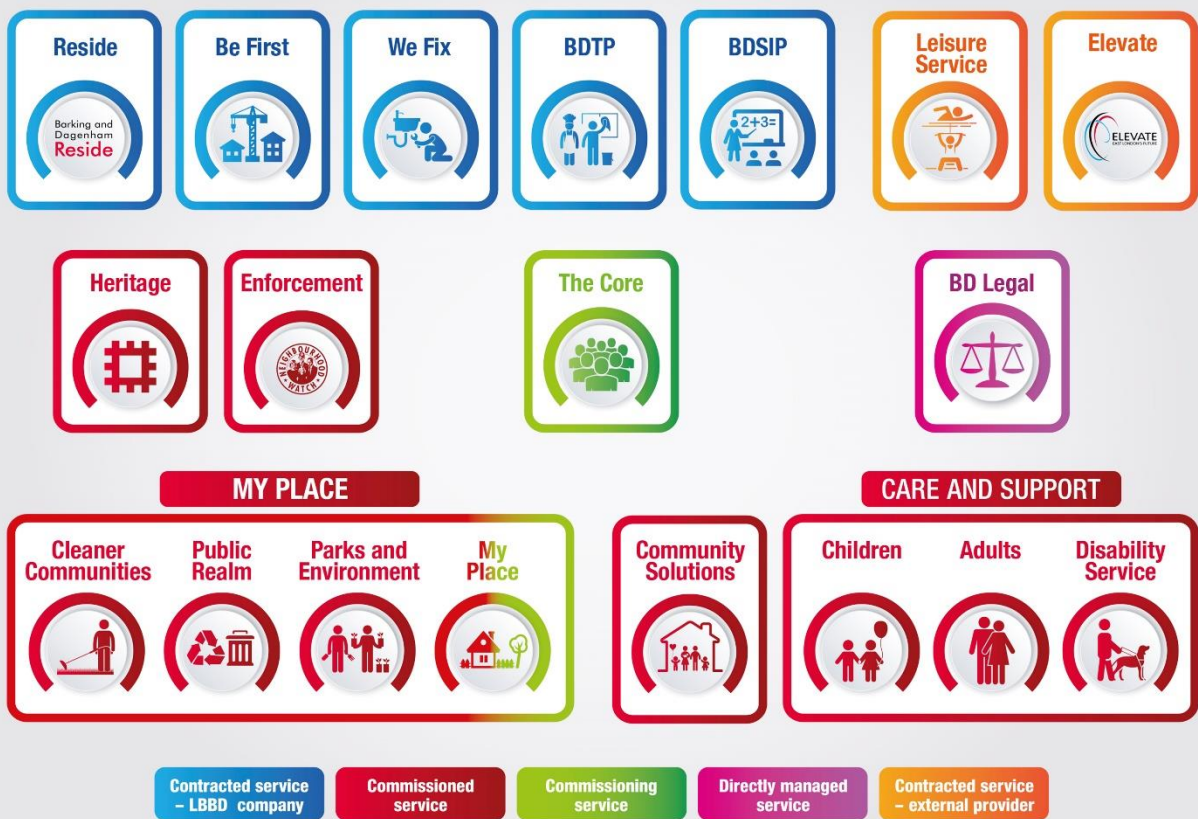 Reside
Be First
We Fix
BDTP
BDSIP
Leisure
Service
Elevate
Barking and
Dagenham
Reside
2+3=
ELEVATE
EAST LONDON'S FUTURE
Heritage
Enforcement
The Core
BD Legal
NEIGHBOURHOOD
WATCH
MY PLACE
CARE AND SUPPORT
Cleaner
Communities
Public
Realm
Parks and
Environment
My
Place
Community
Solutions
Children
Adults
Disability
Service
Contracted service
– LBBD company
Commissioned
service
Commissioning
service
Directly managed
service
Contracted service
– external provider